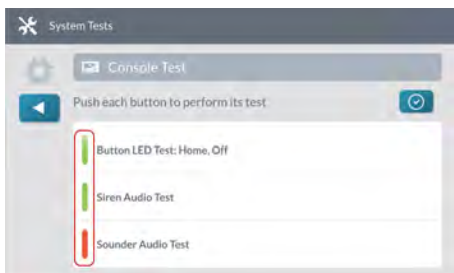 System Tests
Console Test
Push each button to perform its test
Button LED Test: Home, Off
Siren Audio Test
Sounder Audio Test